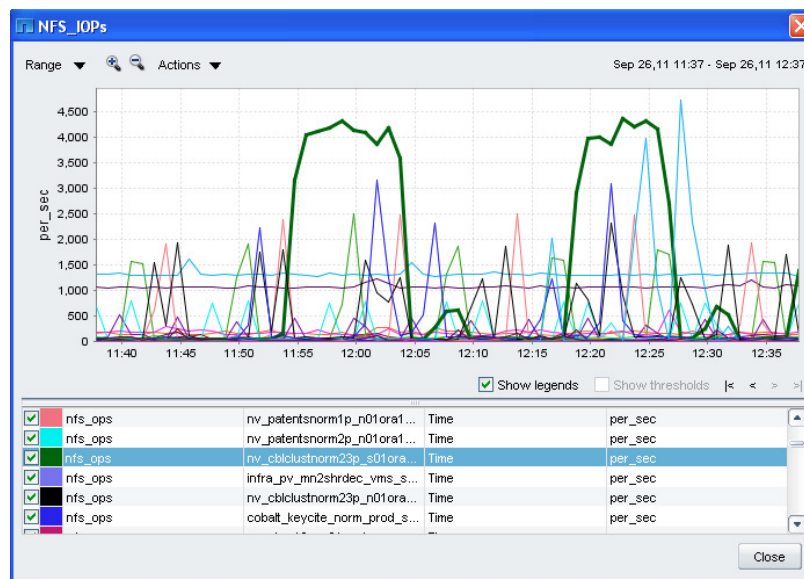 NFS_IOPs
Range Actions Sep 26,11 11:37 - Sep 26,11 12:37
4,500
4,000
3,500
3,000
2,500
2,000
1,500
1,000
500
0
per_sec
11:40 11:45 11:50 11:55 12:00 12:05 12:10 12:15 12:20 12:25 12:30 12:35
Show legends Show thresholds |< < > >|
nfs_ops nv_patentsnorm1p_n01ora1... Time per_sec
nfs_ops nv_patentsnorm2p_n01ora1... Time per_sec
nfs_ops nv_cblclustnorm23p_s01ora... Time per_sec
nfs_ops infra_pv_mn2shrdec_vms_s... Time per_sec
nfs_ops nv_cblclustnorm23p_n01ora... Time per_sec
nfs_ops cobalt_keycite_norm_prod_s... Time per_sec
Close